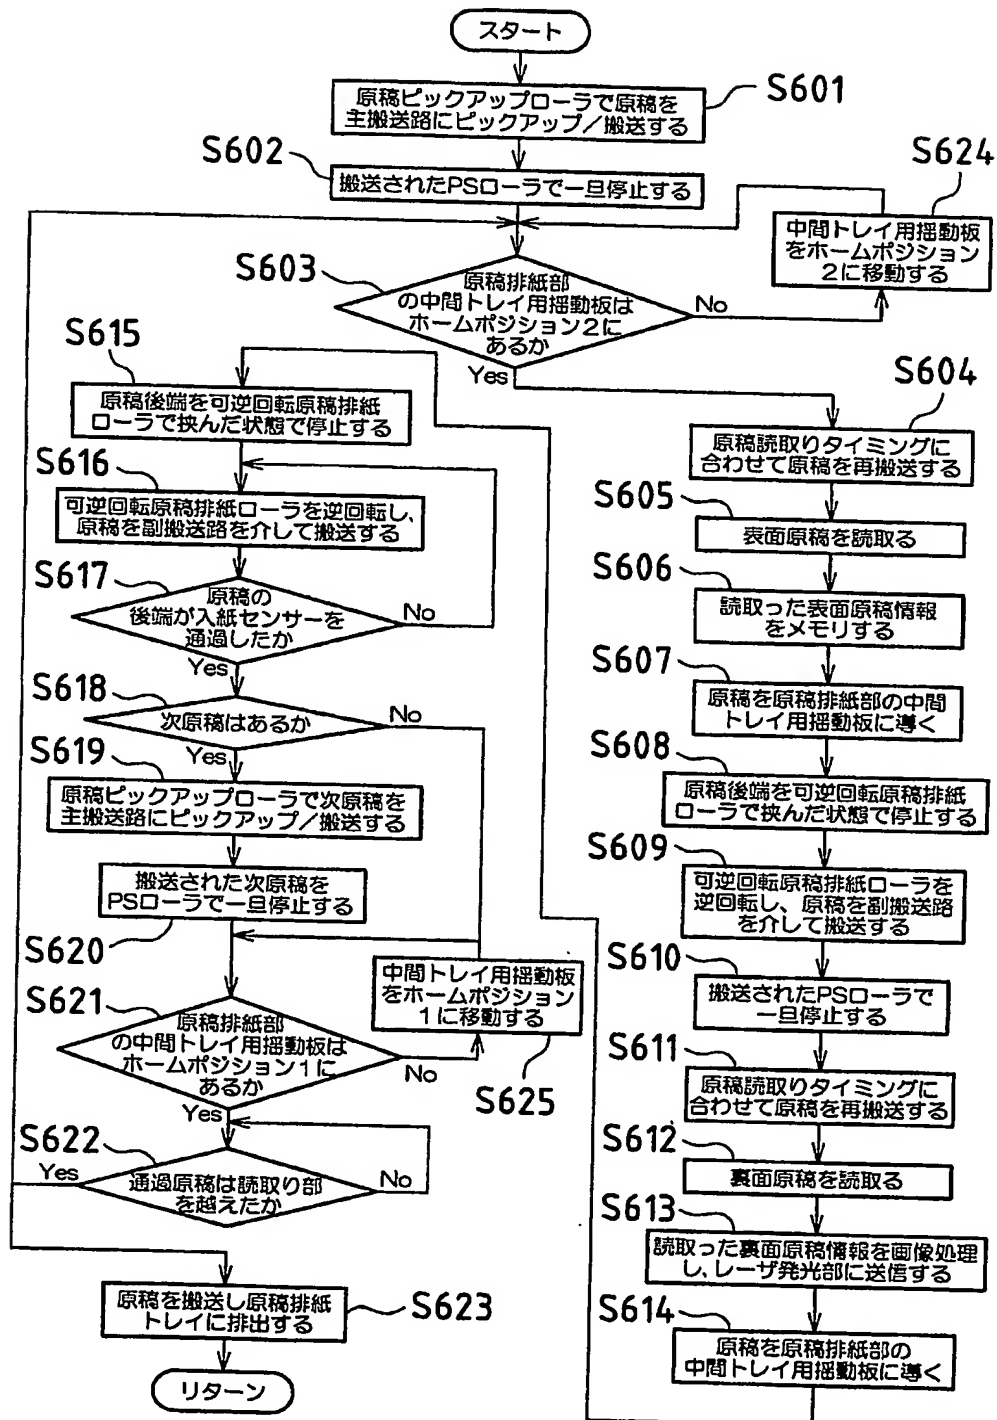 スタート
S601
原稿ピックアップローラで原稿を
主搬送路にピックアップ／搬送する
S602
搬送されたPSローラで一旦停止する
S624
中間トレイ用揺動板
をホームポジション
2に移動する
S603
原稿排紙部
の中間トレイ用揺動板は
ホームポジション2に
あるか
No
Yes
S604
原稿読取りタイミングに
合わせて原稿を再搬送する
S605
表面原稿を読取る
S606
読取った表面原稿情報
をメモリする
S607
原稿を原稿排紙部の中間
トレイ用揺動板に導く
S608
原稿後端を可逆回転原稿排紙
ローラで挟んだ状態で停止する
S609
可逆回転原稿排紙ローラを
逆回転し、原稿を副搬送路
を介して搬送する
S610
搬送されたPSローラで
一旦停止する
S611
原稿読取りタイミングに
合わせて原稿を再搬送する
S612
裏面原稿を読取る
S613
読取った裏面原稿情報を画像処理
し、レーザ発光部に送信する
S614
原稿を原稿排紙部の
中間トレイ用揺動板に導く
S615
原稿後端を可逆回転原稿排紙
ローラで挟んだ状態で停止する
S616
可逆回転原稿排紙ローラを逆回転し、
原稿を副搬送路を介して搬送する
S617
原稿の
後端が入紙センサーを
通過したか
No
Yes
S618
次原稿はあるか
No
Yes
S619
原稿ピックアップローラで次原稿を
主搬送路にピックアップ／搬送する
搬送された次原稿を
PSローラで一旦停止する
S620
S621
原稿排紙部
の中間トレイ用揺動板は
ホームポジション1に
あるか
No
Yes
中間トレイ用揺動板
をホームポジション
1に移動する
S625
S622
通過原稿は読取り部
を越えたか
Yes
No
原稿を搬送し原稿排紙
トレイに排出する
S623
リターン